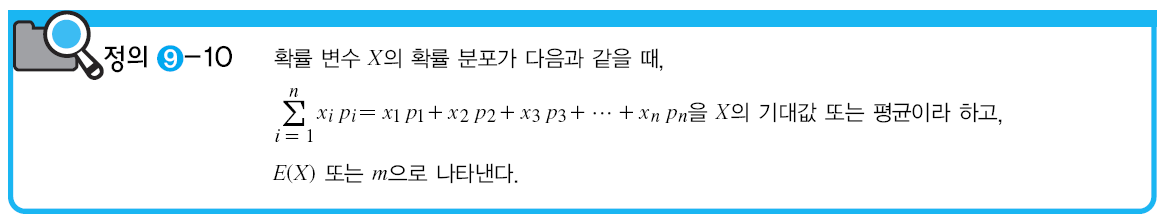 정의 9-10 확률 변수 X의 확률 분포가 다음과 같을 때,
n
∑ xi pi = x1 p1 + x2 p2 + x3 p3 + ⋯ + xn pn을 X의 기대값 또는 평균이라 하고,
i = 1
E(X) 또는 m으로 나타낸다.